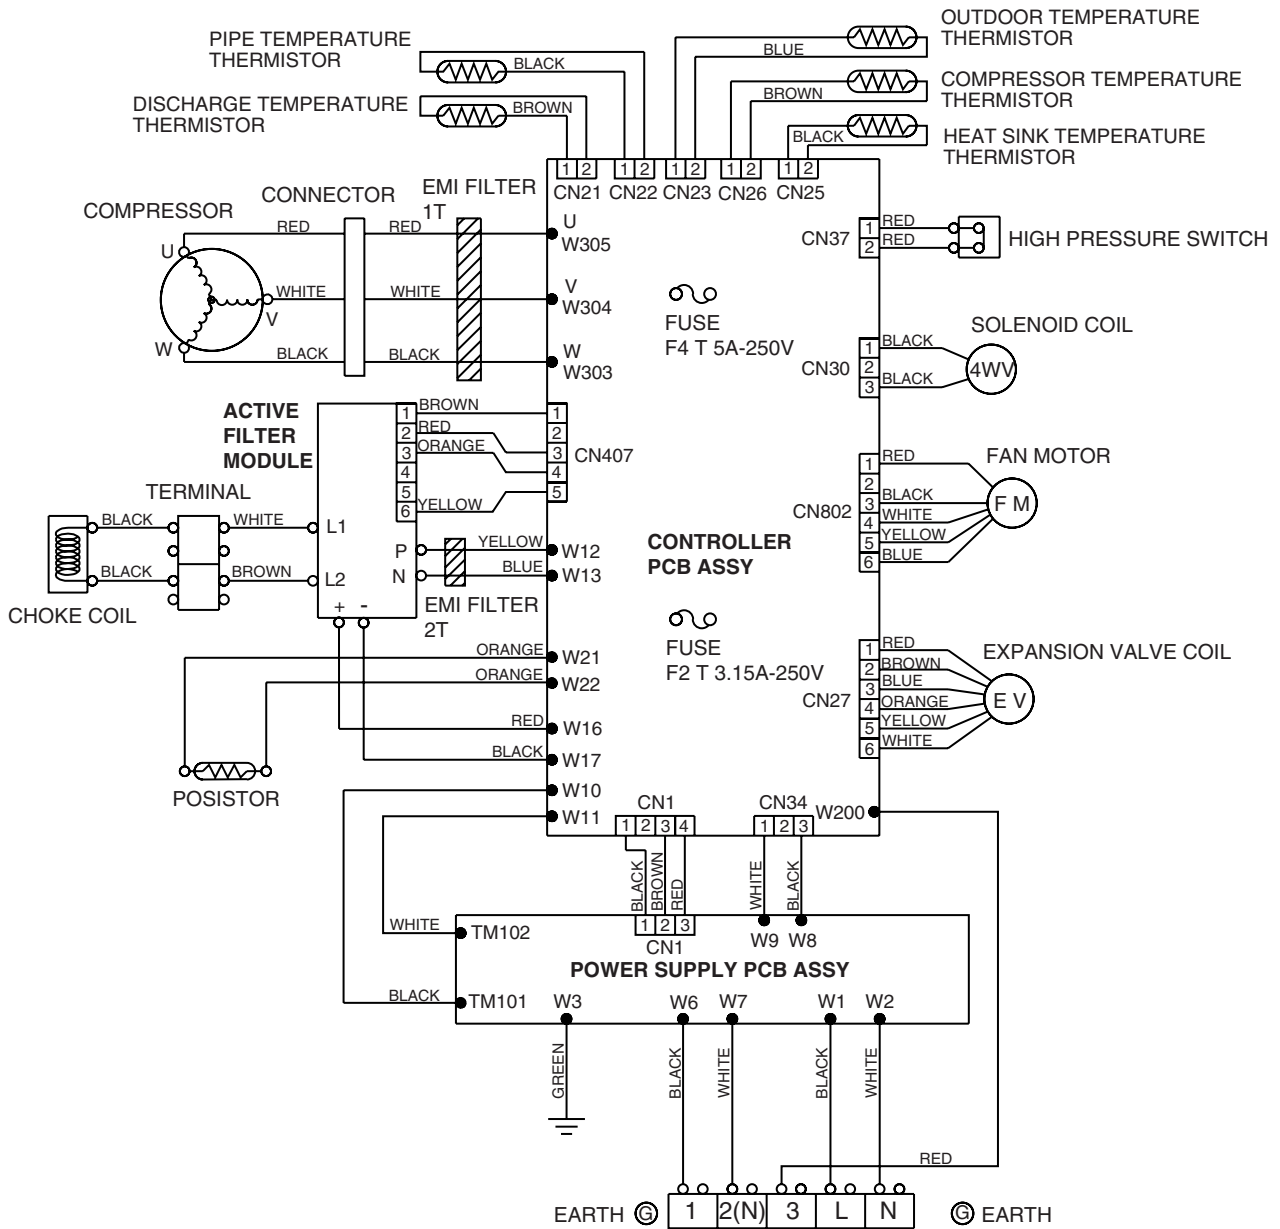 OUTDOOR TEMPERATURE
THERMISTOR
PIPE TEMPERATURE
THERMISTOR
BLACK
BLUE
COMPRESSOR TEMPERATURE
THERMISTOR
DISCHARGE TEMPERATURE
THERMISTOR
BROWN
BROWN
HEAT SINK TEMPERATURE
THERMISTOR
BLACK
1 2 1 2 1 2 1 2 1 2
CN21 CN22 CN23 CN26 CN25
COMPRESSOR
CONNECTOR
EMI FILTER
1T
U
RED
RED
U
W305
V
WHITE
WHITE
V
W304
W
BLACK
BLACK
W
W303
CN37
1 RED
2 RED
HIGH PRESSURE SWITCH
FUSE
F4 T 5A-250V
SOLENOID COIL
CN30
1 BLACK
2
3 BLACK
4WV
ACTIVE
FILTER
MODULE
1 BROWN
2 RED
3 ORANGE
4
5
6 YELLOW
1
2
3
4
5
CN407
FAN MOTOR
CN802
1 RED
2
3 BLACK
4 WHITE
5 YELLOW
6 BLUE
F M
TERMINAL
BLACK
WHITE
L1
BLACK
BROWN
L2
CHOKE COIL
P
YELLOW
W12
N
BLUE
W13
+ -
EMI FILTER
2T
CONTROLLER
PCB ASSY
FUSE
F2 T 3.15A-250V
EXPANSION VALVE COIL
CN27
1 RED
2 BROWN
3 BLUE
4 ORANGE
5 YELLOW
6 WHITE
E V
ORANGE
W21
ORANGE
W22
RED
W16
BLACK
W17
POSISTOR
W10
W11
CN1
1 2 3 4
CN34
1 2 3
W200
BLACK
BROWN
RED
WHITE
BLACK
WHITE
TM102
1 2 3
CN1
W9 W8
POWER SUPPLY PCB ASSY
BLACK
TM101
W3
W6
W7
W1
W2
GREEN
BLACK
WHITE
BLACK
WHITE
RED
EARTH G 1 2(N) 3 L N G EARTH